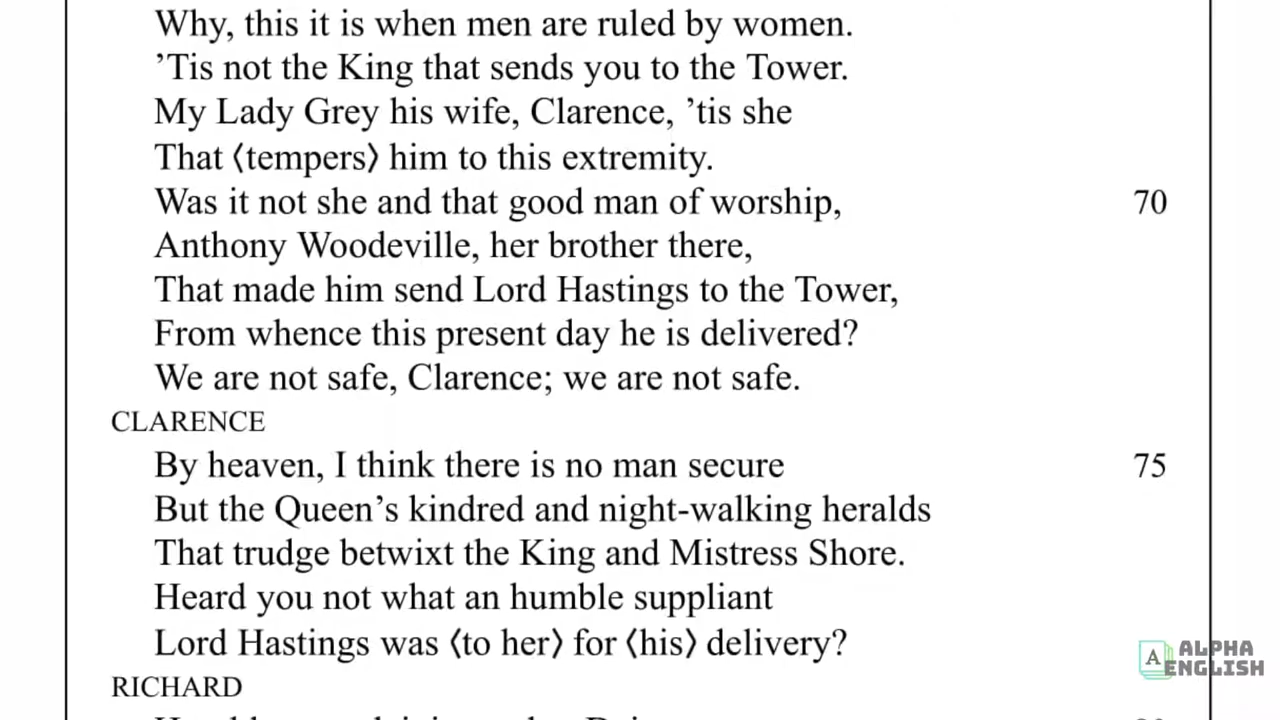 Why, this it is when men are ruled by women.
’Tis not the King that sends you to the Tower.
My Lady Grey his wife, Clarence, ’tis she
That ⟨tempers⟩ him to this extremity.
Was it not she and that good man of worship, 70
Anthony Woodeville, her brother there,
That made him send Lord Hastings to the Tower,
From whence this present day he is delivered?
We are not safe, Clarence; we are not safe.
CLARENCE
By heaven, I think there is no man secure 75
But the Queen’s kindred and night-walking heralds
That trudge betwixt the King and Mistress Shore.
Heard you not what an humble suppliant
Lord Hastings was ⟨to her⟩ for ⟨his⟩ delivery?
RICHARD
A ALPHA
ENGLISH